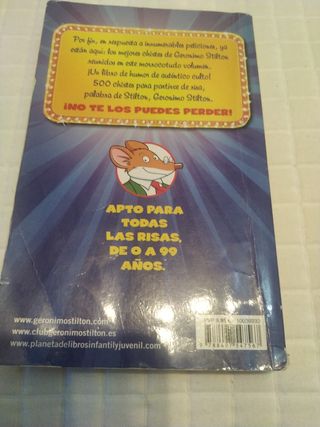 Por fin, en respuesta a innumerables peticiones, ya
están aquí: los mejores chistes de Geronimo Stilton
reunidos en este morrocotudo volumen.
¡Un libro de humor de auténtico culto!
500 chistes para partirse de risa,
palabra de Stilton, Geronimo Stilton.
¡NO TE LOS PUEDES PERDER!
APTO PARA
TODAS
LAS RISAS,
DE 0 A 99
AÑOS.
www.geronimostilton.com
www.clubgeronimostilton.es
www.planetadelibrosinfantilyjuvenil.com